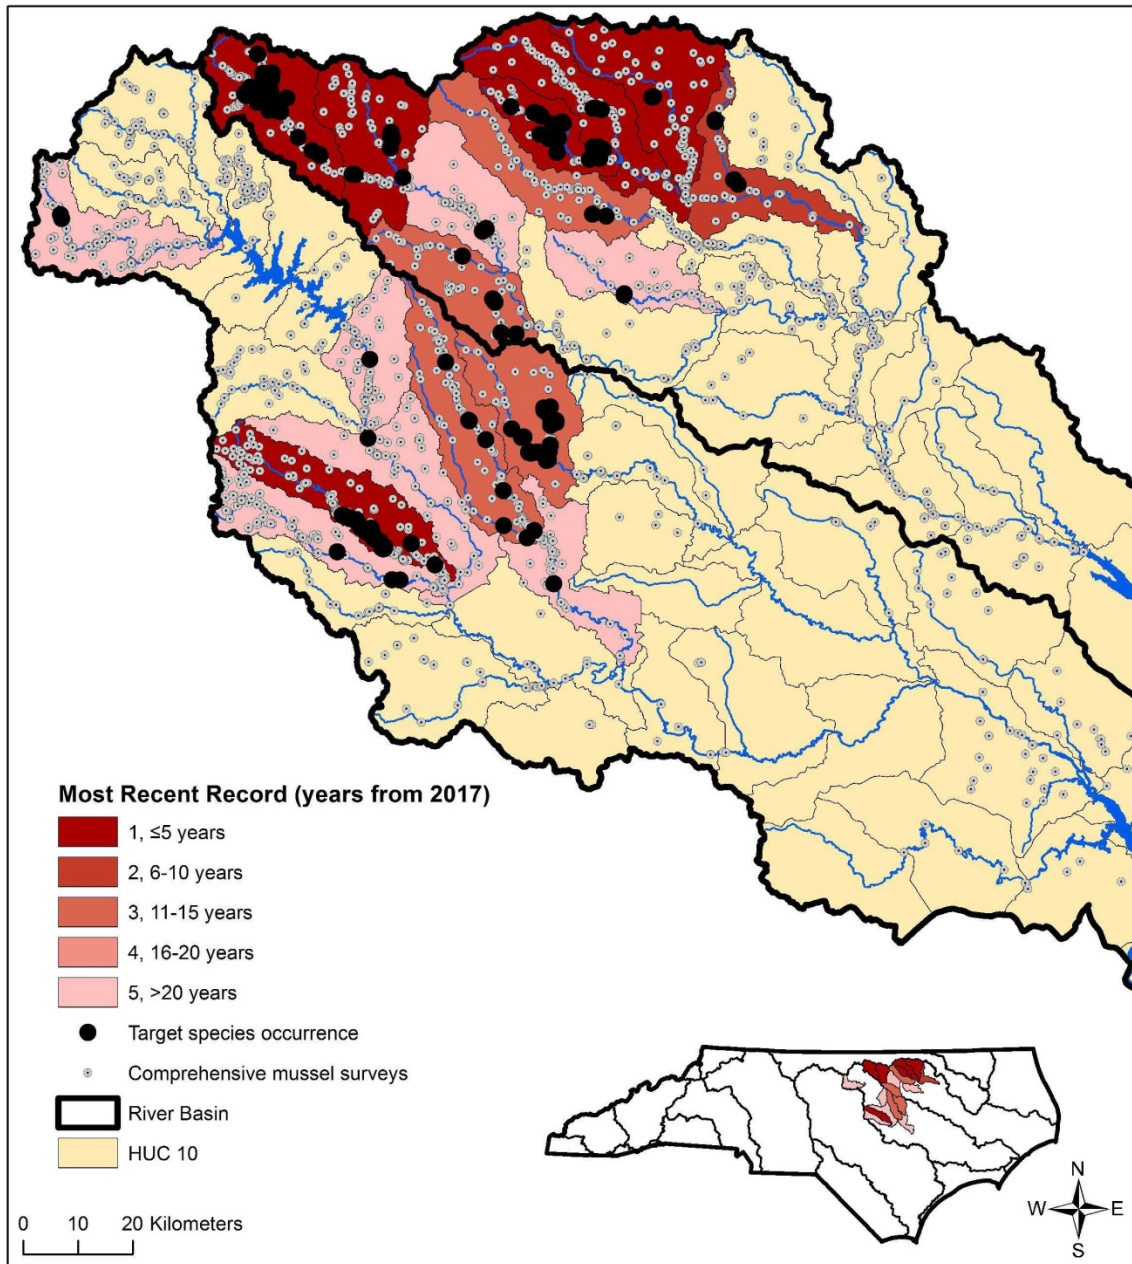 Most Recent Record (years from 2017)
1, ≤5 years
2, 6-10 years
3, 11-15 years
4, 16-20 years
5, >20 years
Target species occurrence
Comprehensive mussel surveys
River Basin
HUC 10
0 10 20 Kilometers
N
W E
S